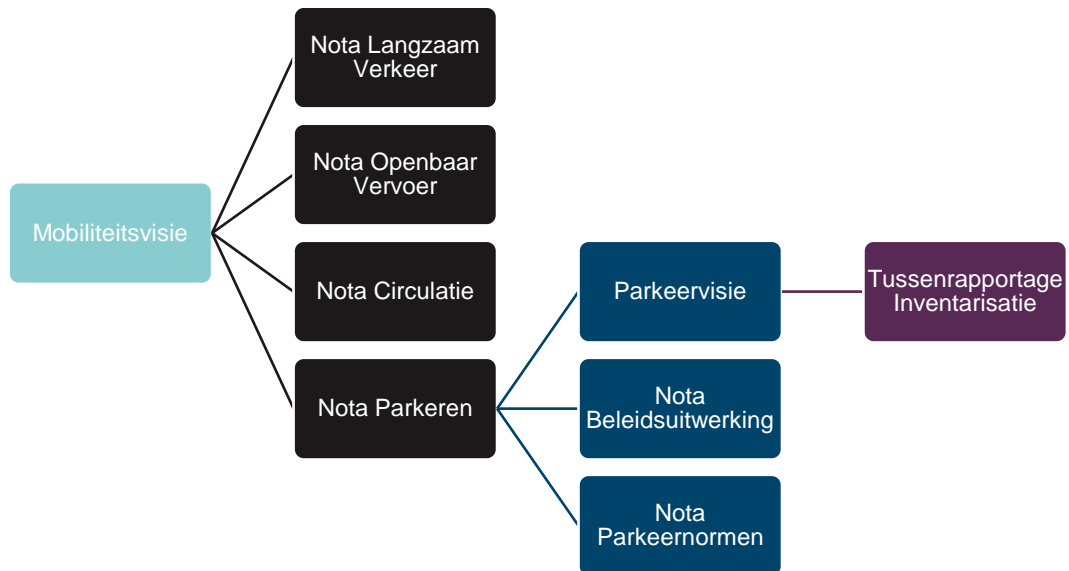 Nota Langzaam
Verkeer
Nota Openbaar
Vervoer
Mobiliteitsvisie
Nota Circulatie
Parkeervisie
Tussenrapportage
Inventarisatie
Nota Parkeren
Nota
Beleidsuitwerking
Nota
Parkeernormen